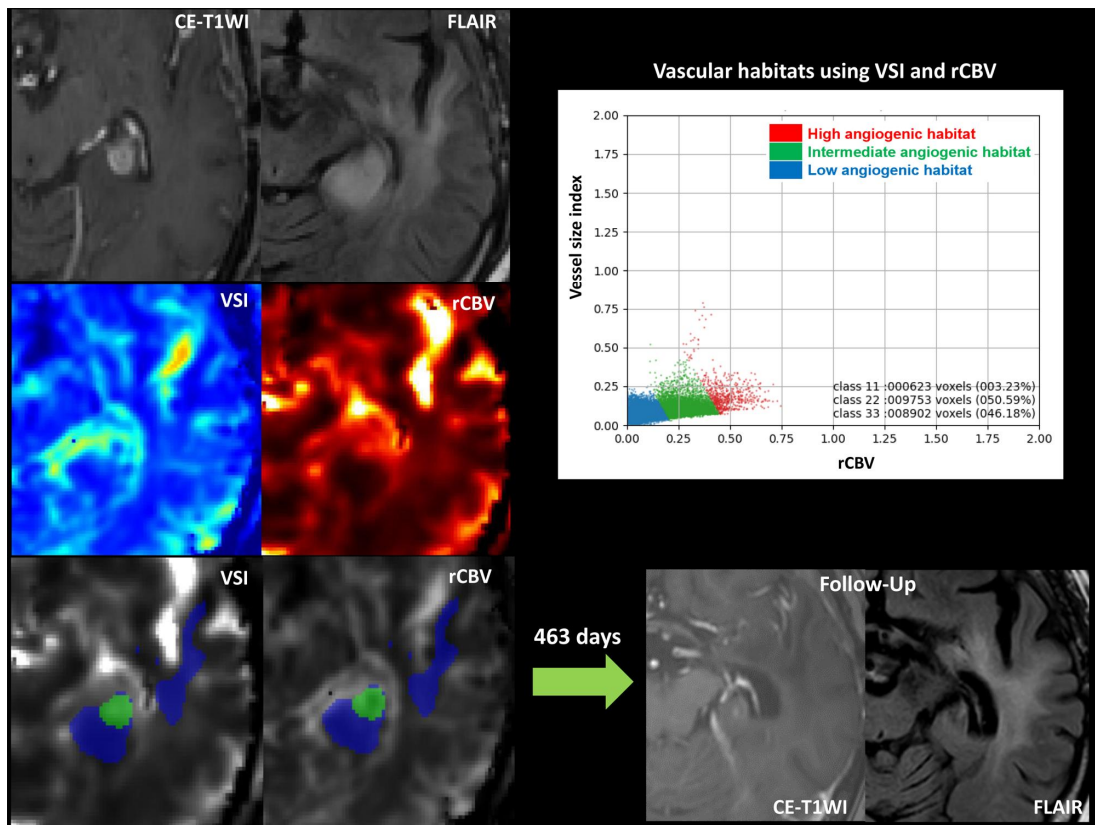 CE-T1WI
FLAIR
VSI
rCBV
VSI
rCBV
Vascular habitats using VSI and rCBV
2.00
1.75
1.50
1.25
1.00
0.75
0.50
0.25
0.00
Vessel size index
High angiogenic habitat
Intermediate angiogenic habitat
Low angiogenic habitat
class 11 :000623 voxels (003.23%)
class 22 :009753 voxels (050.59%)
class 33 :008902 voxels (046.18%)
0.00 0.25 0.50 0.75 1.00 1.25 1.50 1.75 2.00
rCBV
463 days
Follow-Up
CE-T1WI
FLAIR